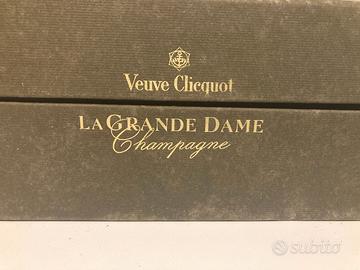 Veuve Clicquot
LA GRANDE DAME
Champagne
subito